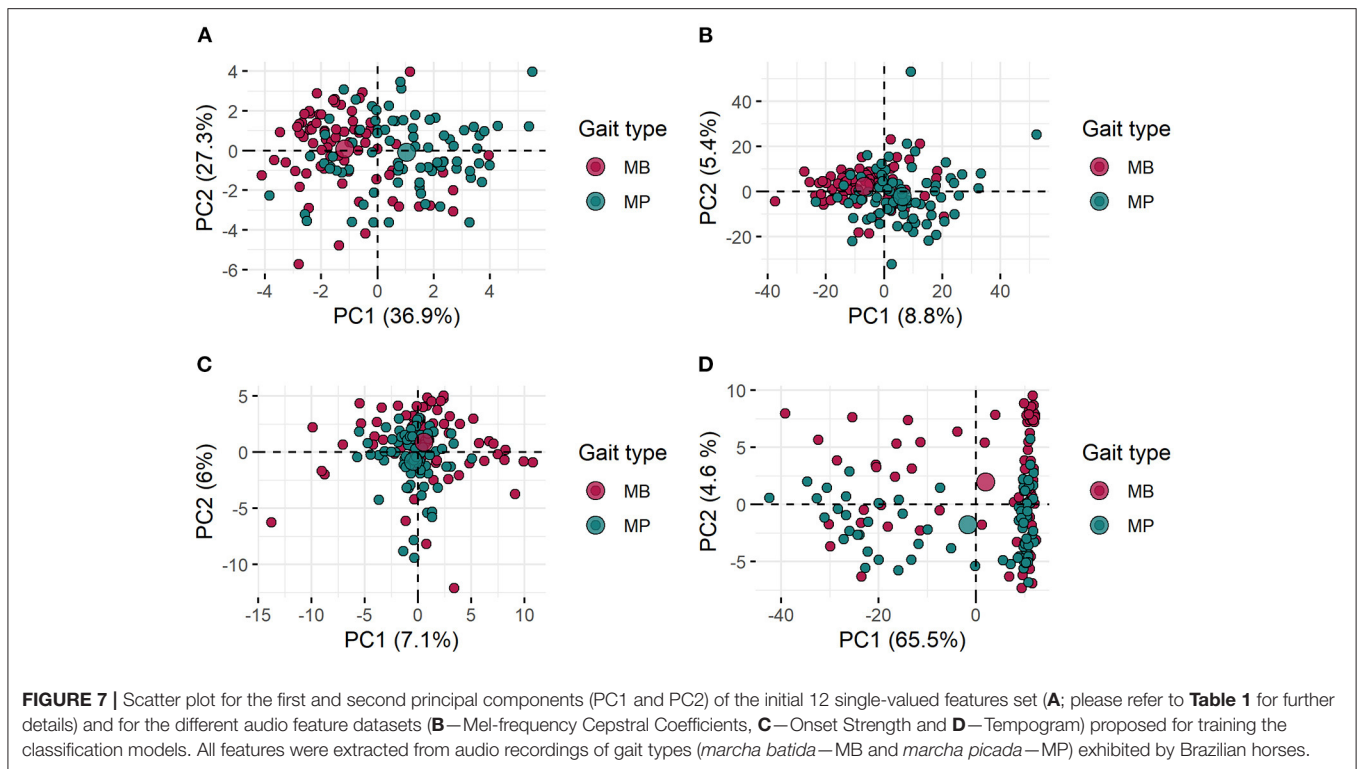 A
4
2
0
-2
-4
-6
PC2 (27.3%)
-4
-2
0
2
4
PC1 (36.9%)
Gait type
MB
MP
B
40
20
0
-20
PC2 (5.4%)
-40
-20
0
20
40
PC1 (8.8%)
Gait type
MB
MP
C
5
0
-5
-10
PC2 (6%)
-15
-10
-5
0
5
10
PC1 (7.1%)
Gait type
MB
MP
D
10
5
0
-5
PC2 (4.6 %)
-40
-20
0
PC1 (65.5%)
Gait type
MB
MP
FIGURE 7 | Scatter plot for the first and second principal components (PC1 and PC2) of the initial 12 single-valued features set (A; please refer to Table 1 for further
details) and for the different audio feature datasets (B—Mel-frequency Cepstral Coefficients, C—Onset Strength and D—Tempogram) proposed for training the
classification models. All features were extracted from audio recordings of gait types (marcha batida—MB and marcha picada—MP) exhibited by Brazilian horses.